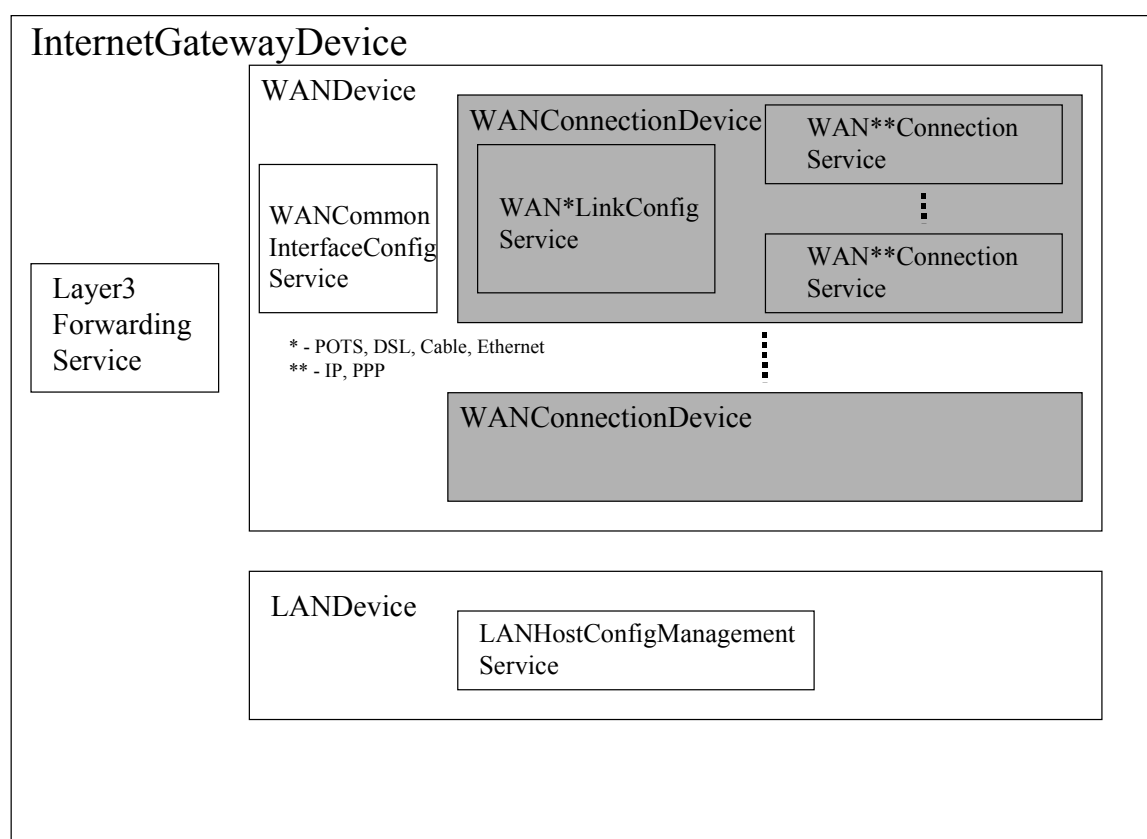 InternetGatewayDevice
WANDevice
WANConnectionDevice
WAN**Connection
Service
WAN*LinkConfig
Service
WAN**Connection
Service
WANCommon
InterfaceConfig
Service
Layer3
Forwarding
Service
* - POTS, DSL, Cable, Ethernet
** - IP, PPP
WANConnectionDevice
LANDevice
LANHostConfigManagement
Service